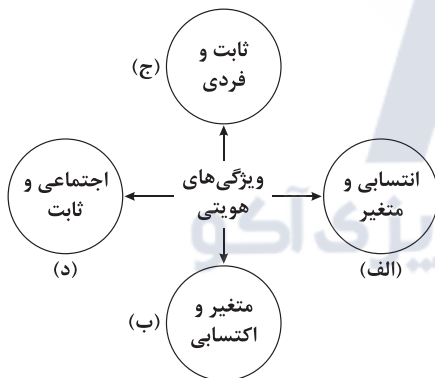 ثابت و
فردی
(ج)
ویژگی‌های
هویتی
انتسابی و
متغیر
(الف)
اجتماعی و
ثابت
(د)
متغیر و
اکتسابی
(ب)